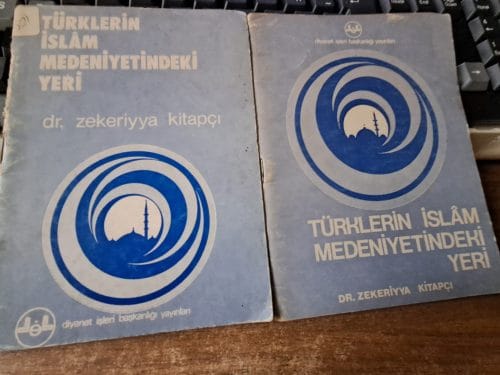 TÜRKLERİN
İSLÂM
MEDENİYETİNDEKİ
YERİ
dr. zekeriyya kitapçı
diyanet işleri başkanlığı yayınları
diyanet işleri başkanlığı yayınları
TÜRKLERİN İSLÂM
MEDENİYETİNDEKİ
YERİ
DR. ZEKERİYYA KİTAPÇI